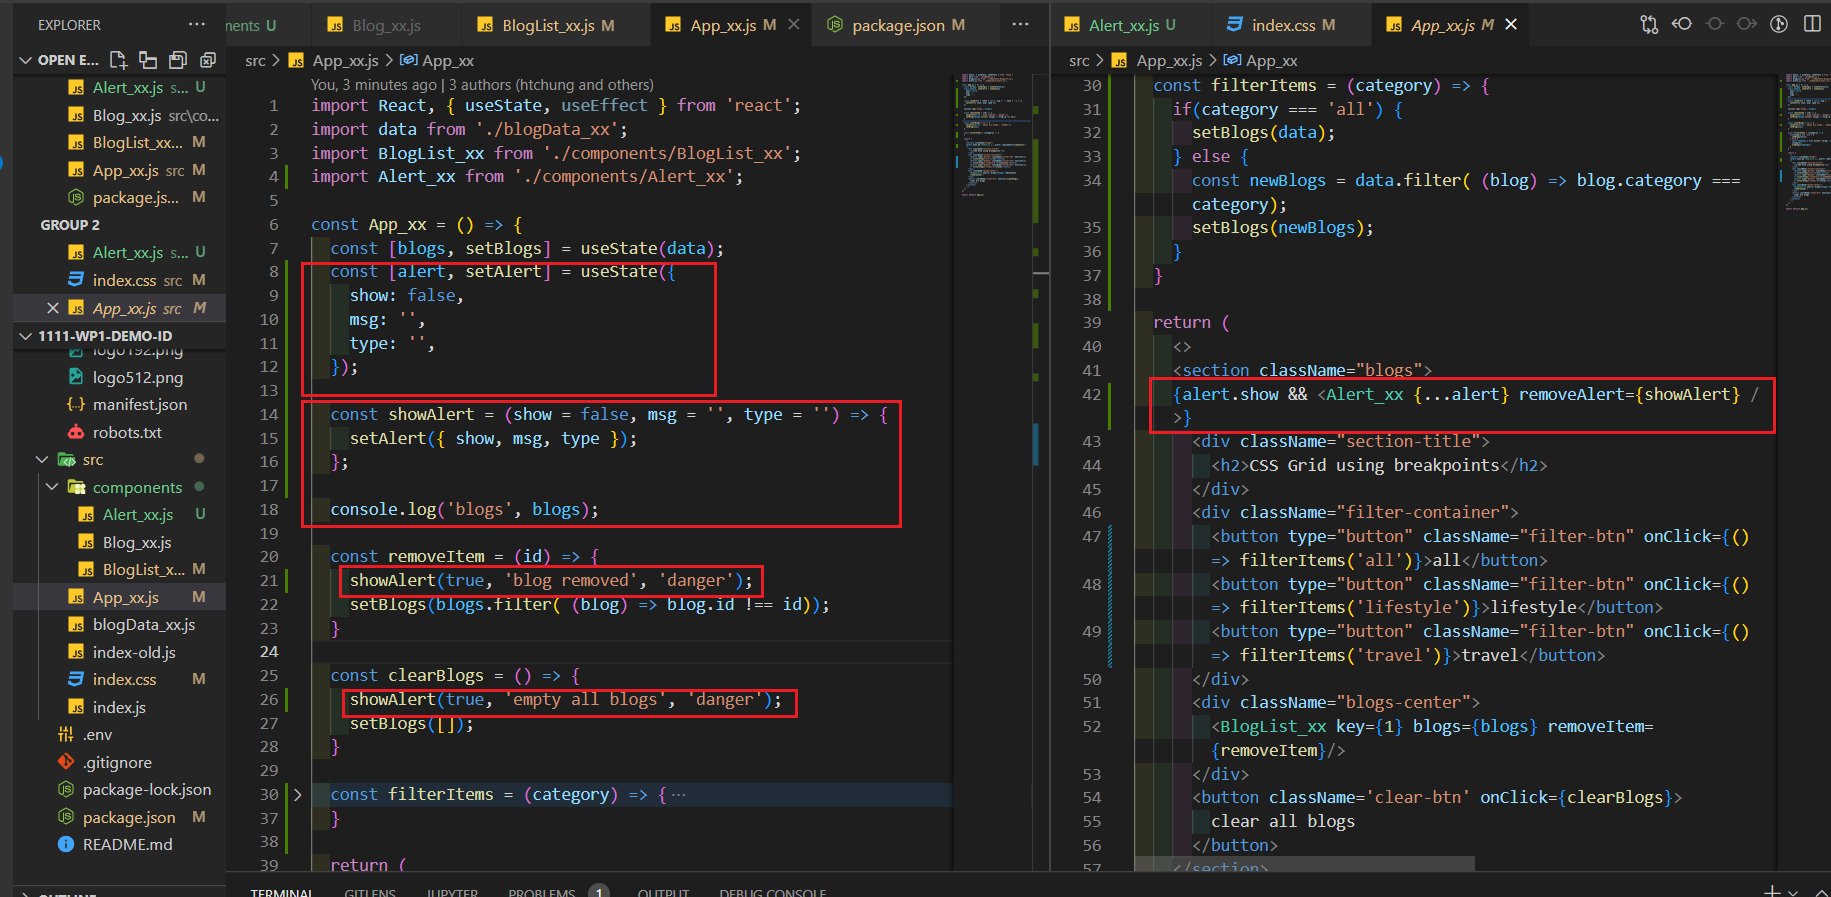 EXPLORER
···
OPEN E...
Alert_xx.js s... U
Blog_xx.js src\co...
BlogList_xx... M
App_xx.js src M
package.js... M
GROUP 2
Alert_xx.js s... U
index.css src M
App_xx.js src M
1111-WP1-DEMO-ID
logo192.png
logo512.png
manifest.json
robots.txt
src
components
Alert_xx.js U
Blog_xx.js
BlogList_x... M
App_xx.js M
blogData_xx.js
index-old.js
index.css M
index.js
.env
.gitignore
package-lock.json
package.json M
README.md
OUTLINE
nents U
Blog_xx.js
BlogList_xx.js M
App_xx.js M
package.json M
···
src > App_xx.js > App_xx
You, 3 minutes ago | 3 authors (htchung and others)
1 import React, { useState, useEffect } from 'react';
2 import data from './blogData_xx';
3 import BlogList_xx from './components/BlogList_xx';
4 import Alert_xx from './components/Alert_xx';
5
6 const App_xx = () => {
7 const [blogs, setBlogs] = useState(data);
8 const [alert, setAlert] = useState({
9 show: false,
10 msg: '',
11 type: '',
12 });
13
14 const showAlert = (show = false, msg = '', type = '') => {
15 setAlert({ show, msg, type });
16 };
17
18 console.log('blogs', blogs);
19
20 const removeItem = (id) => {
21 showAlert(true, 'blog removed', 'danger');
22 setBlogs(blogs.filter( (blog) => blog.id !== id));
23 }
24
25 const clearBlogs = () => {
26 showAlert(true, 'empty all blogs', 'danger');
27 setBlogs([]);
28 }
29
30 const filterItems = (category) => { ···
37 }
38
39 return (
Alert_xx.js U
index.css M
App_xx.js M
src > App_xx.js > App_xx
30 const filterItems = (category) => {
31 if(category === 'all') {
32 setBlogs(data);
33 } else {
34 const newBlogs = data.filter( (blog) => blog.category ===
category);
35 setBlogs(newBlogs);
36 }
37 }
38
39 return (
40 <>
41 <section className="blogs">
42 {alert.show && <Alert_xx {...alert} removeAlert={showAlert} /
>}
43 <div className="section-title">
44 <h2>CSS Grid using breakpoints</h2>
45 </div>
46 <div className="filter-container">
47 <button type="button" className="filter-btn" onClick={()
=> filterItems('all')}>all</button>
48 <button type="button" className="filter-btn" onClick={()
=> filterItems('lifestyle')}>lifestyle</button>
49 <button type="button" className="filter-btn" onClick={()
=> filterItems('travel')}>travel</button>
50 </div>
51 <div className="blogs-center">
52 <BlogList_xx key={1} blogs={blogs} removeItem=
{removeItem}/>
53 </div>
54 <button className='clear-btn' onClick={clearBlogs}>
55 clear all blogs
56 </button>
57 </section>
TERMINAL GITLENS JUPYTER PROBLEMS 1 OUTPUT DEBUG CONSOLE